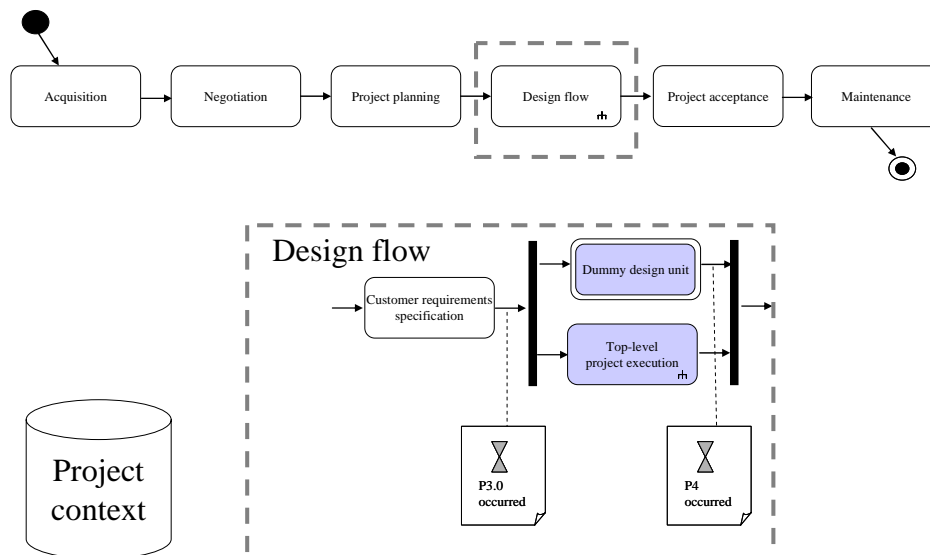 Acquisition
Negotiation
Project planning
Design flow
Project acceptance
Maintenance
Design flow
Dummy design unit
Customer requirements
specification
Top-level
project execution
Project
context
P3.0
occurred
P4
occurred